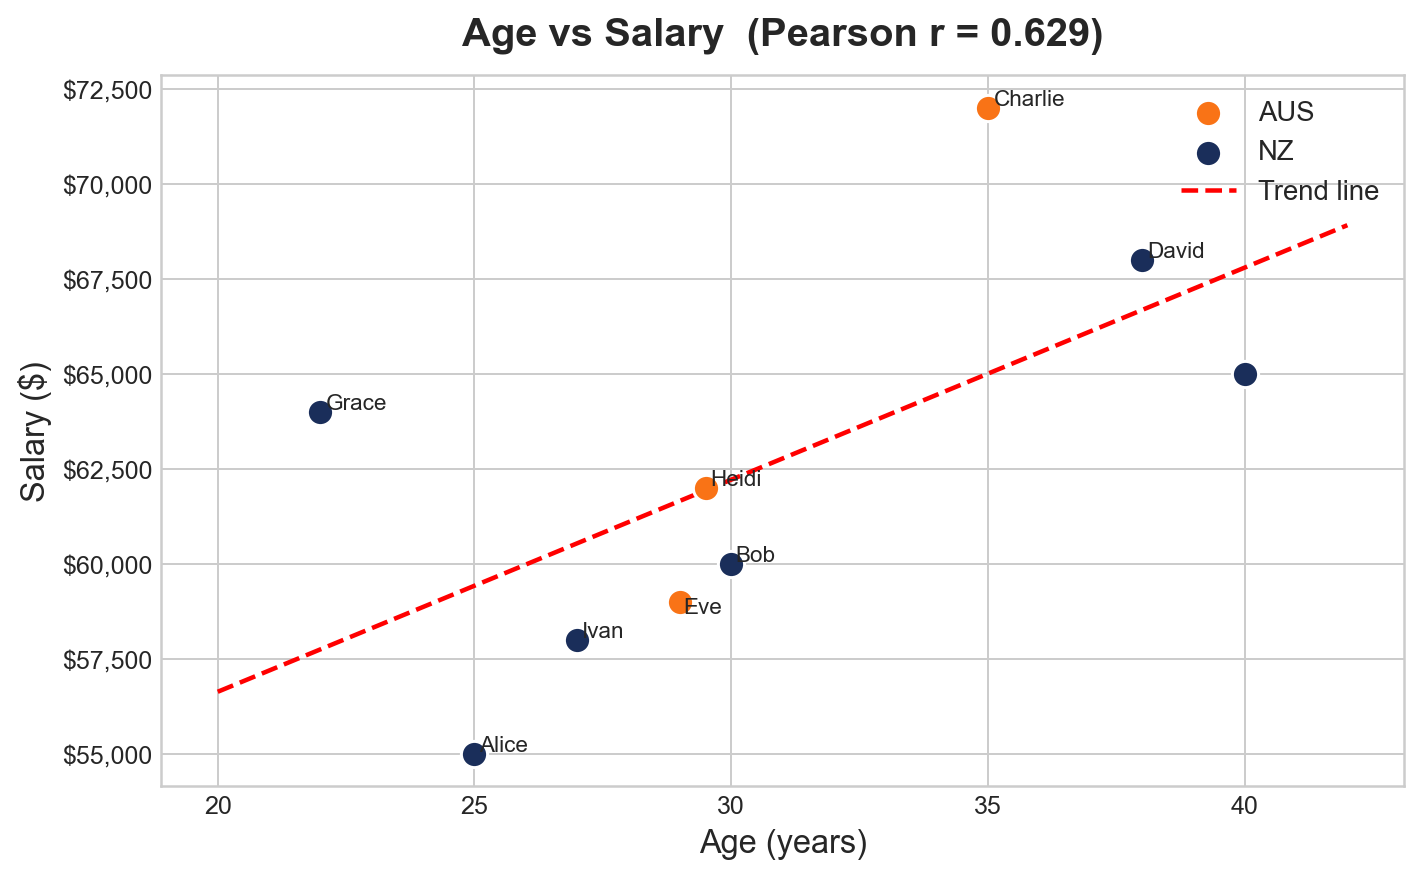 Age vs Salary (Pearson r = 0.629)
$72,500
$70,000
$67,500
$65,000
$62,500
$60,000
$57,500
$55,000
Salary ($)
Charlie
David
Grace
Heidi
Bob
Eve
Ivan
Alice
AUS
NZ
Trend line
20
25
30
35
40
Age (years)